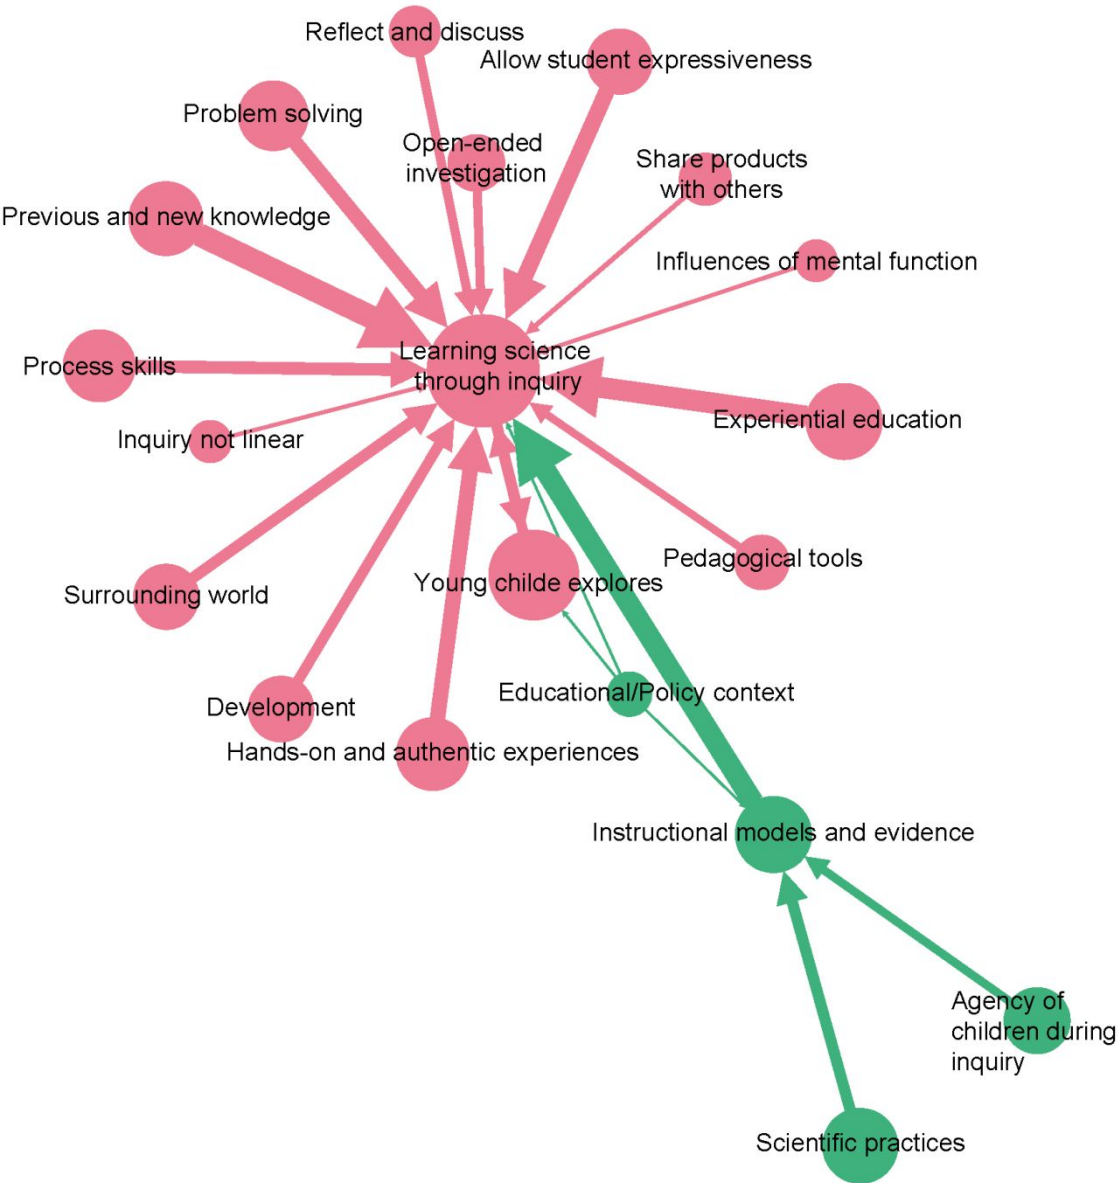 Reflect and discuss
Allow student expressiveness
Problem solving
Open-ended
investigation
Share products
with others
Previous and new knowledge
Influences of mental function
Learning science
through inquiry
Process skills
Experiential education
Inquiry not linear
Pedagogical tools
Young childe explores
Surrounding world
Educational/Policy context
Development
Hands-on and authentic experiences
Instructional models and evidence
Agency of
children during
inquiry
Scientific practices